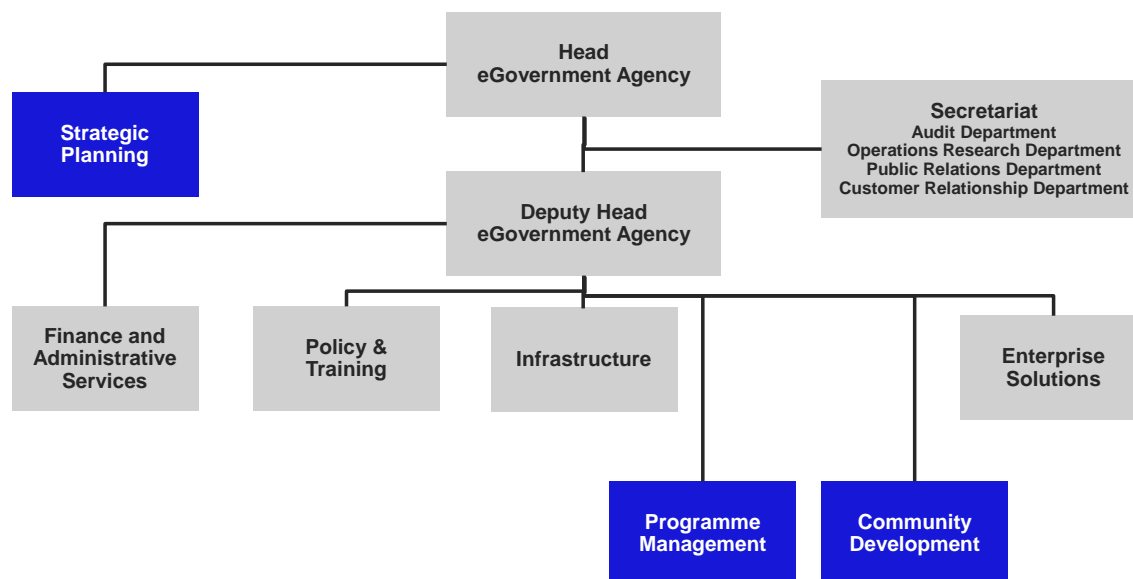 Head
eGovernment Agency
Strategic
Planning
Secretariat
Audit Department
Operations Research Department
Public Relations Department
Customer Relationship Department
Deputy Head
eGovernment Agency
Finance and
Administrative
Services
Policy &
Training
Infrastructure
Enterprise
Solutions
Programme
Management
Community
Development